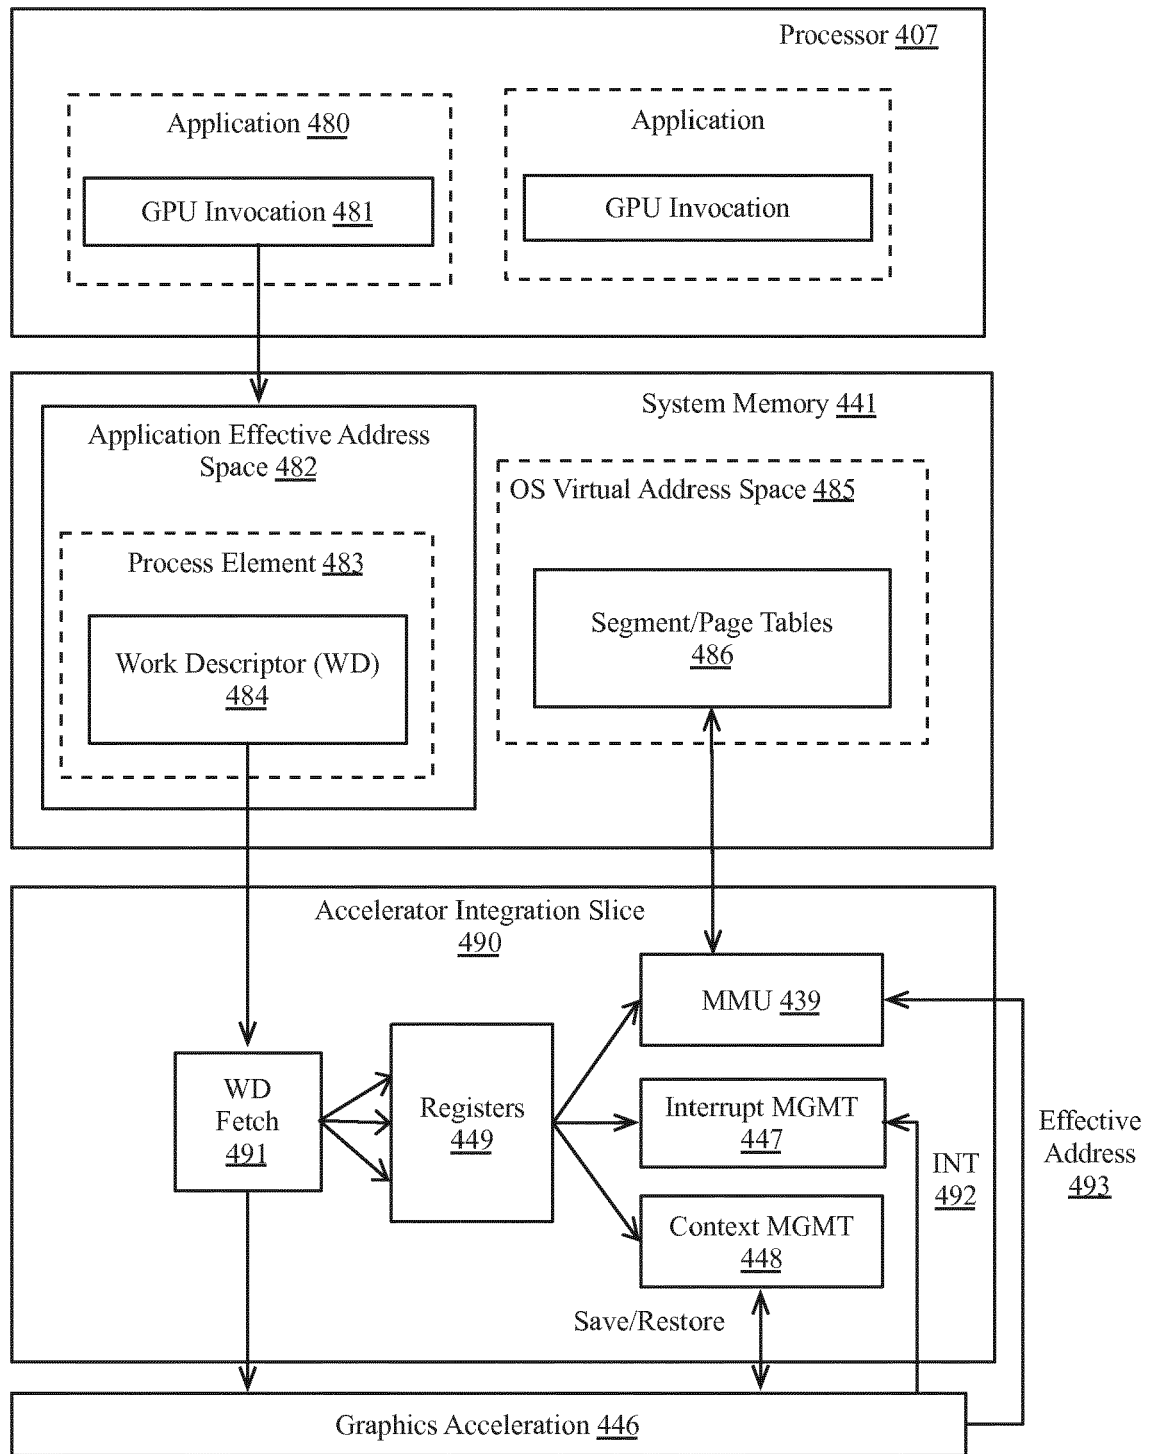 Processor 407
Application 480
Application
GPU Invocation 481
GPU Invocation
System Memory 441
Application Effective Address
Space 482
OS Virtual Address Space 485
Process Element 483
Segment/Page Tables
486
Work Descriptor (WD)
484
Accelerator Integration Slice
490
MMU 439
WD
Fetch
491
Registers
449
Interrupt MGMT
447
Effective
Address
493
INT
492
Context MGMT
448
Save/Restore
Graphics Acceleration 446